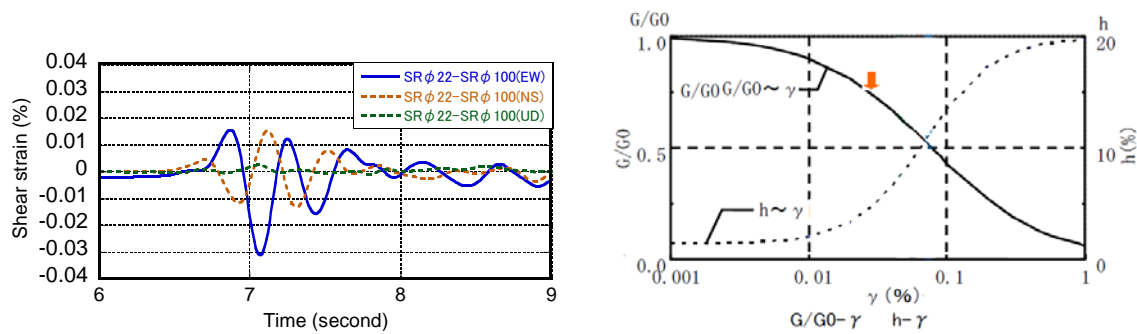 0.04
0.03
0.02
0.01
0
-0.01
-0.02
-0.03
-0.04
Shear strain (%)
6
7
8
9
Time (second)
SRφ22-SRφ100(EW)
SRφ22-SRφ100(NS)
SRφ22-SRφ100(UD)
G/G0
h
1.0
0.5
0.0
G/G0
20
10
0
h(%)
G/G0 G/G0~γ
h~γ
0.001
0.01
0.1
1
γ (%)
G/G0-γ h-γ